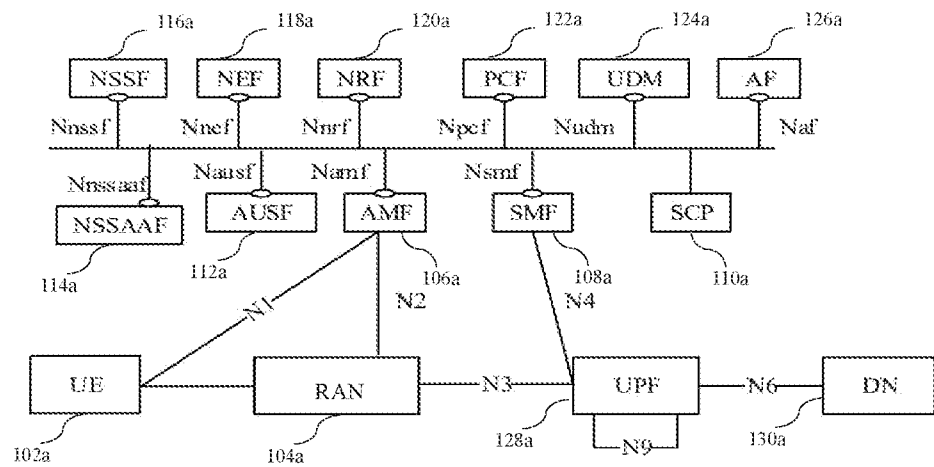 116a 118a 120a 122a 124a 126a
NSSF NEF NRF PCF UDM AF
Nnssf Nnef Nnrf Npcf Nudm Naf
Nnssaaf Nausf Namf Nsmf
NSSAAF AUSF AMF SMF SCP
114a 112a 106a 108a 110a
N1 N2 N4
UE RAN N3 UPF N6 DN
N9
102a 104a 128a 130a